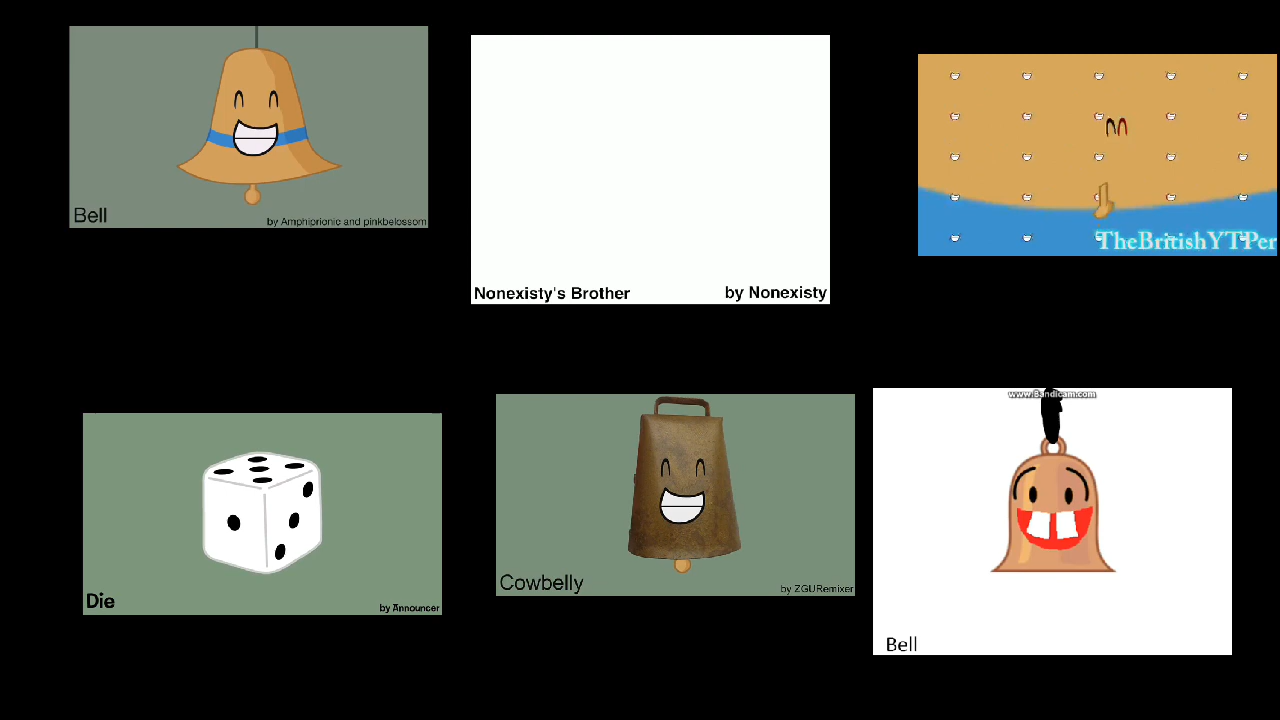 Bell
by Amphiprionic and pinkbelossom
Nonexisty's Brother
by Nonexisty
TheBritishYTPer
Die
by Announcer
Cowbelly
by ZGURemixer
www.Bandicam.com
Bell